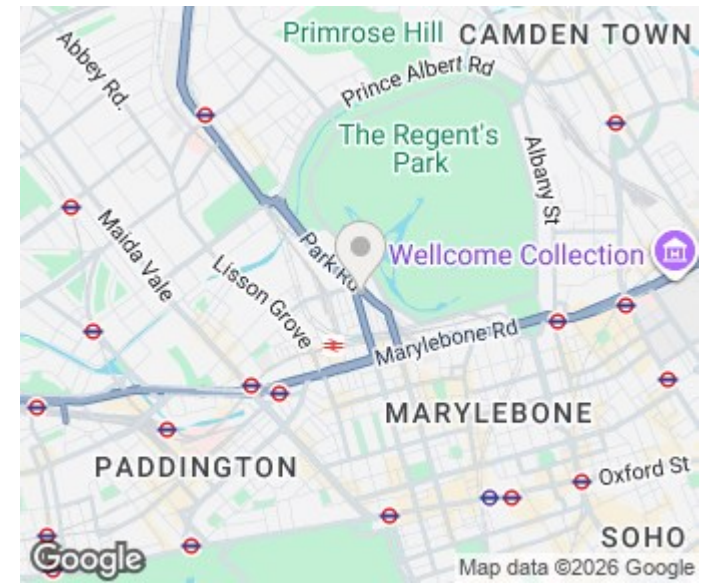 Primrose Hill
CAMDEN TOWN
Abbey Rd.
Prince Albert Rd
The Regent's
Park
Albany St
Maida Vale
Park Rd
Wellcome Collection
Lisson Grove
Marylebone Rd
MARYLEBONE
PADDINGTON
Oxford St
SOHO
Google
Map data ©2026 Google